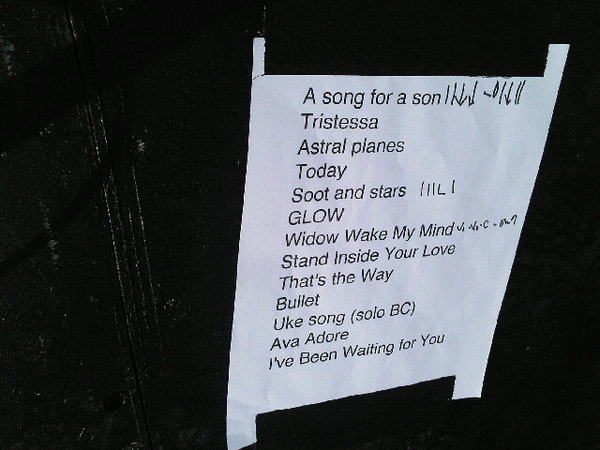 A song for a son
Tristessa
Astral planes
Today
Soot and stars
GLOW
Widow Wake My Mind
Stand Inside Your Love
That's the Way
Bullet
Uke song (solo BC)
Ava Adore
I've Been Waiting for You